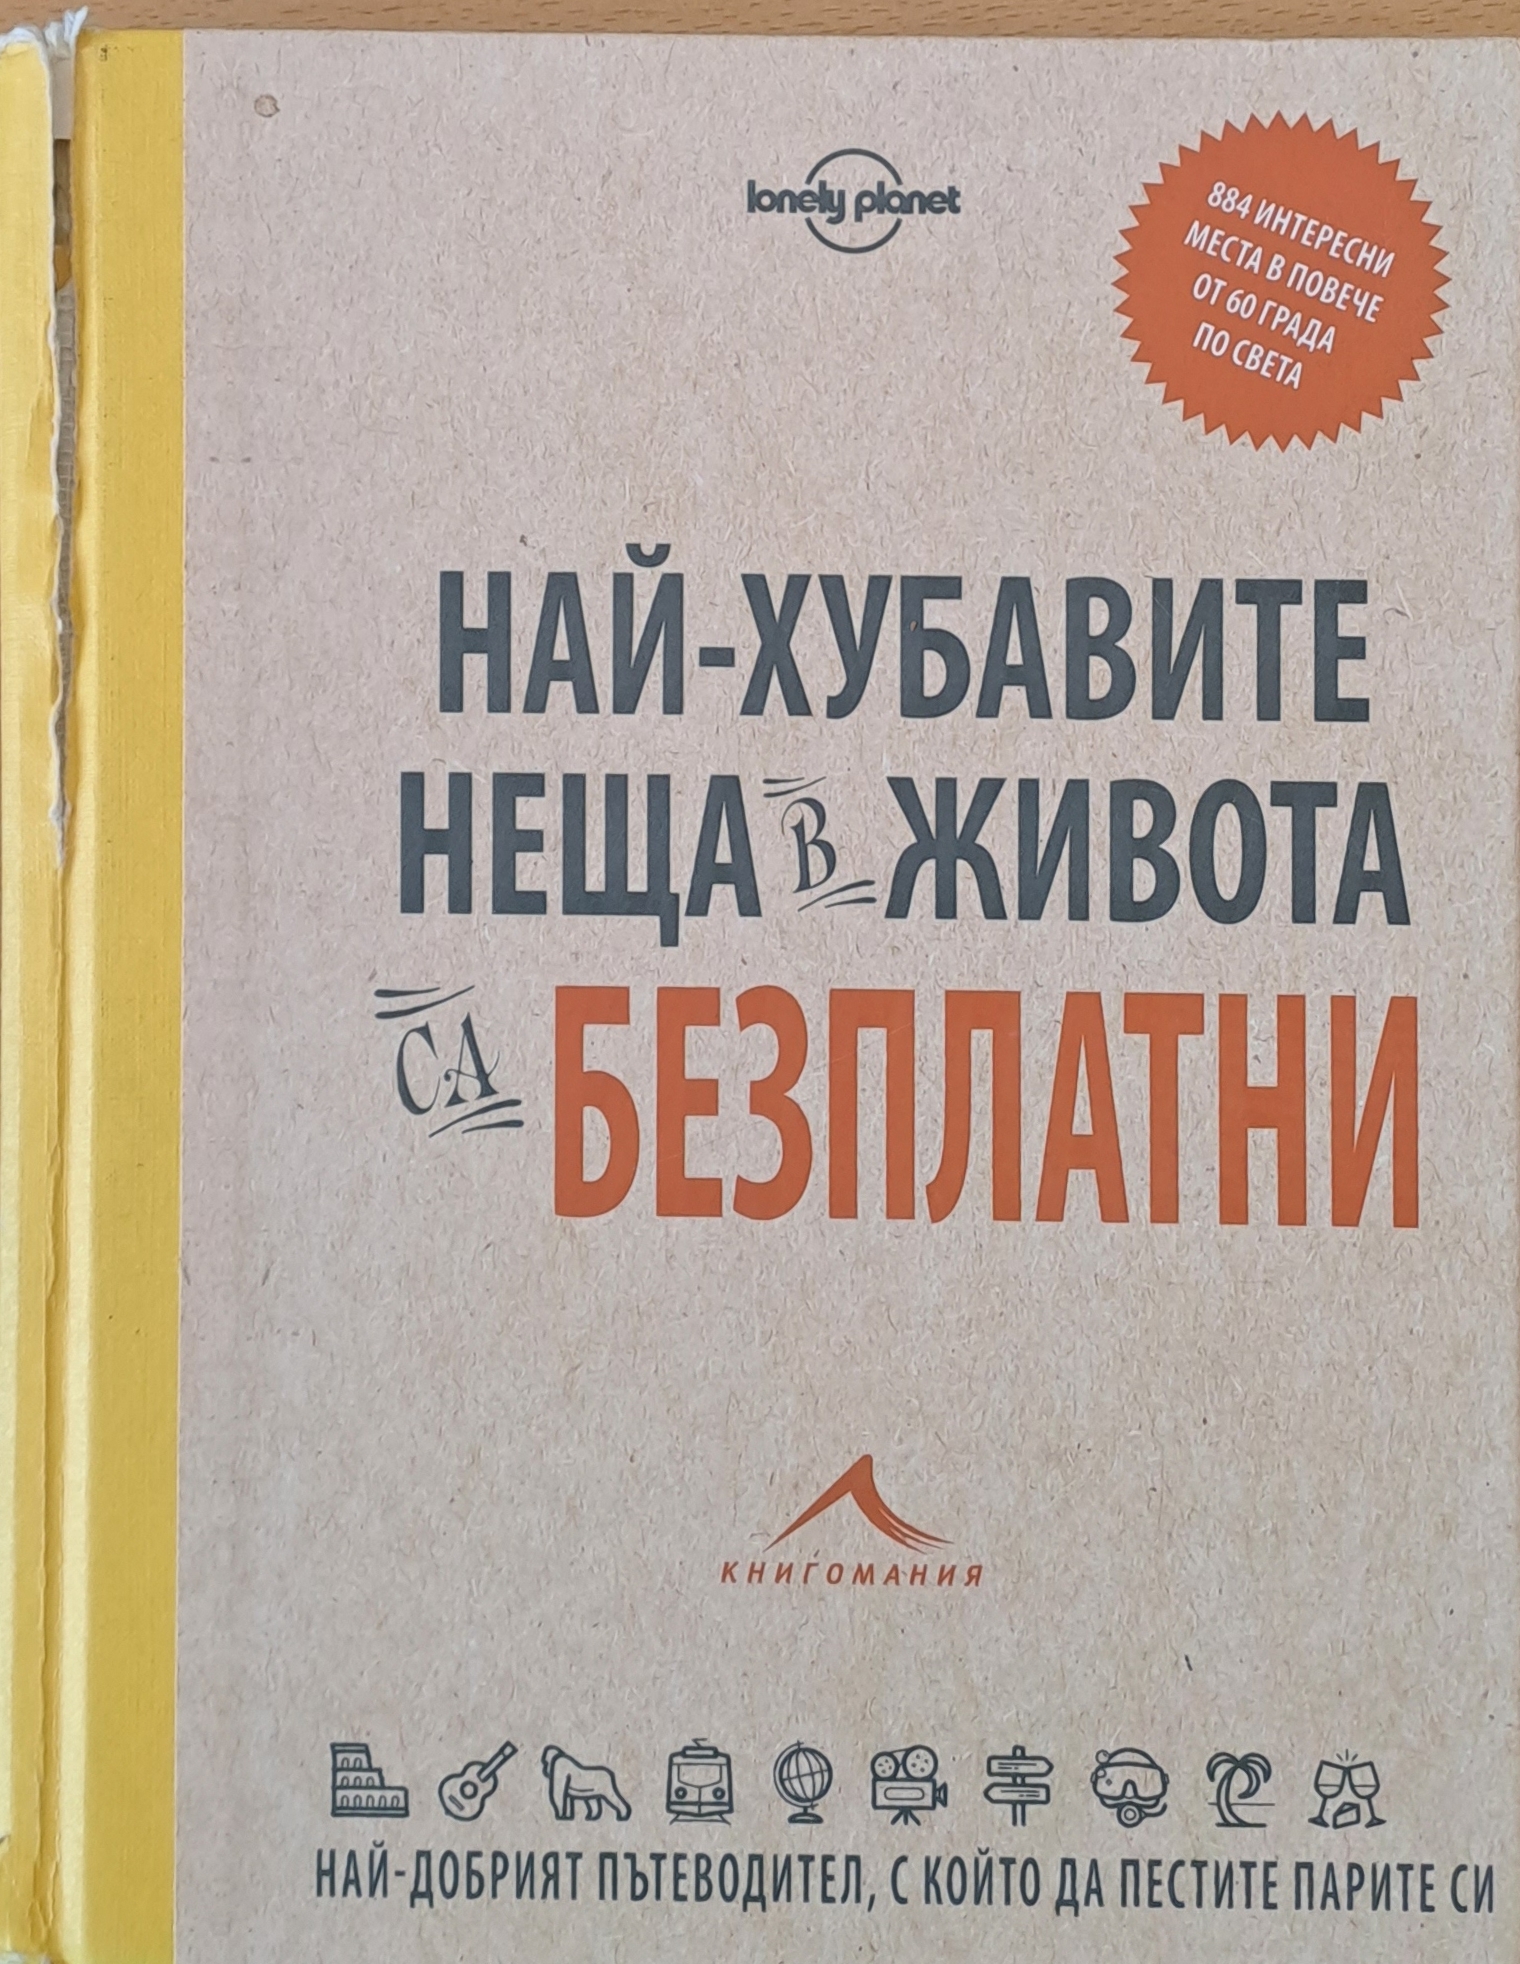 lonely planet
884 ИНТЕРЕСНИ
МЕСТА В ПОВЕЧЕ
ОТ 60 ГРАДА
ПО СВЕТА
НАЙ-ХУБАВИТЕ
НЕЩА В ЖИВОТА
СА БЕЗПЛАТНИ
КНИГОМАНИЯ
НАЙ-ДОБРИЯТ ПЪТЕВОДИТЕЛ, С КОЙТО ДА ПЕСТИТЕ ПАРИТЕ СИ